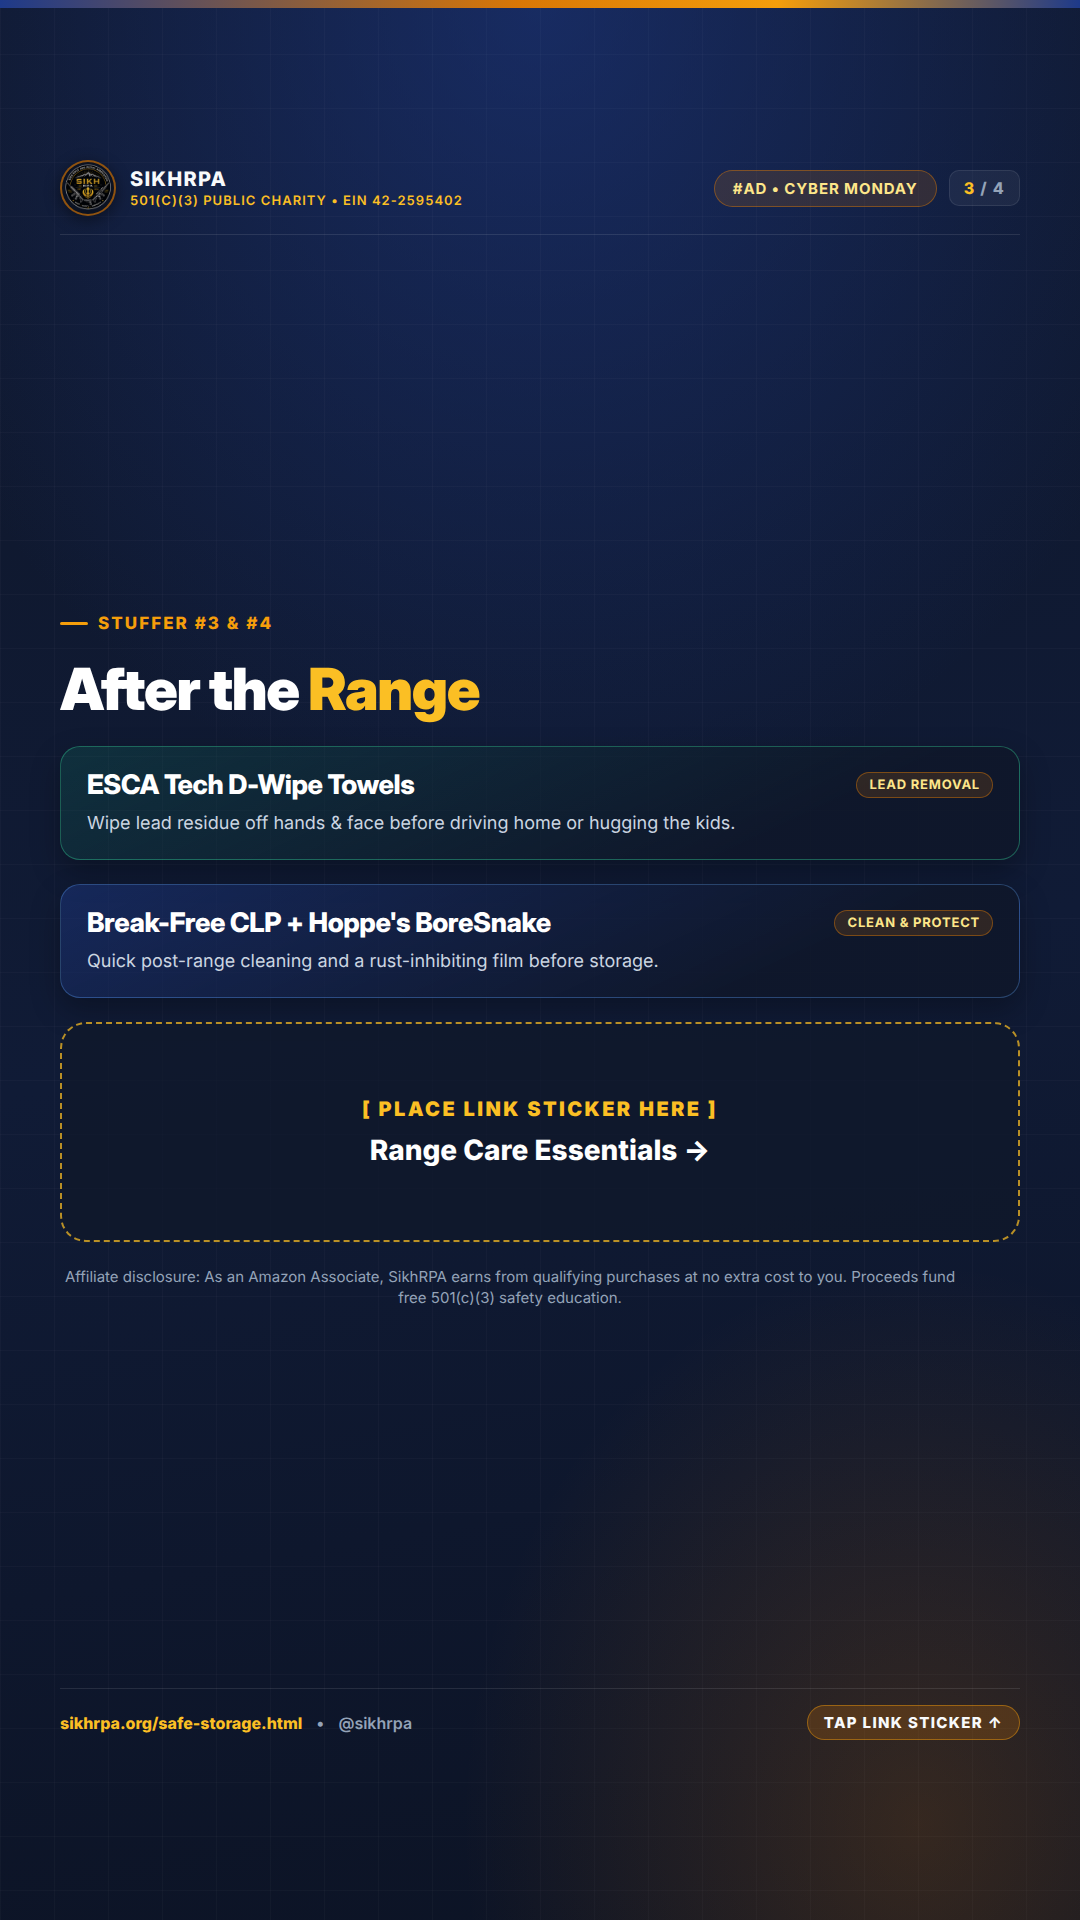 SIKH
SIKHRPA
501(C)(3) PUBLIC CHARITY • EIN 42-2595402
#AD • CYBER MONDAY
3 / 4
STUFFER #3 & #4
After the Range
ESCA Tech D-Wipe Towels
LEAD REMOVAL
Wipe lead residue off hands & face before driving home or hugging the kids.
Break-Free CLP + Hoppe's BoreSnake
CLEAN & PROTECT
Quick post-range cleaning and a rust-inhibiting film before storage.
[ PLACE LINK STICKER HERE ]
Range Care Essentials →
Affiliate disclosure: As an Amazon Associate, SikhRPA earns from qualifying purchases at no extra cost to you. Proceeds fund
free 501(c)(3) safety education.
sikhrpa.org/safe-storage.html • @sikhrpa
TAP LINK STICKER ↑